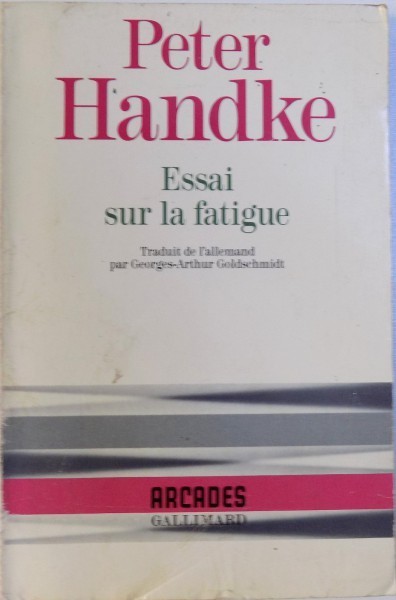 Peter
Handke
Essai
sur la fatigue
Traduit de l'allemand
par Georges-Arthur Goldschmidt
ARCADES
GALLIMARD